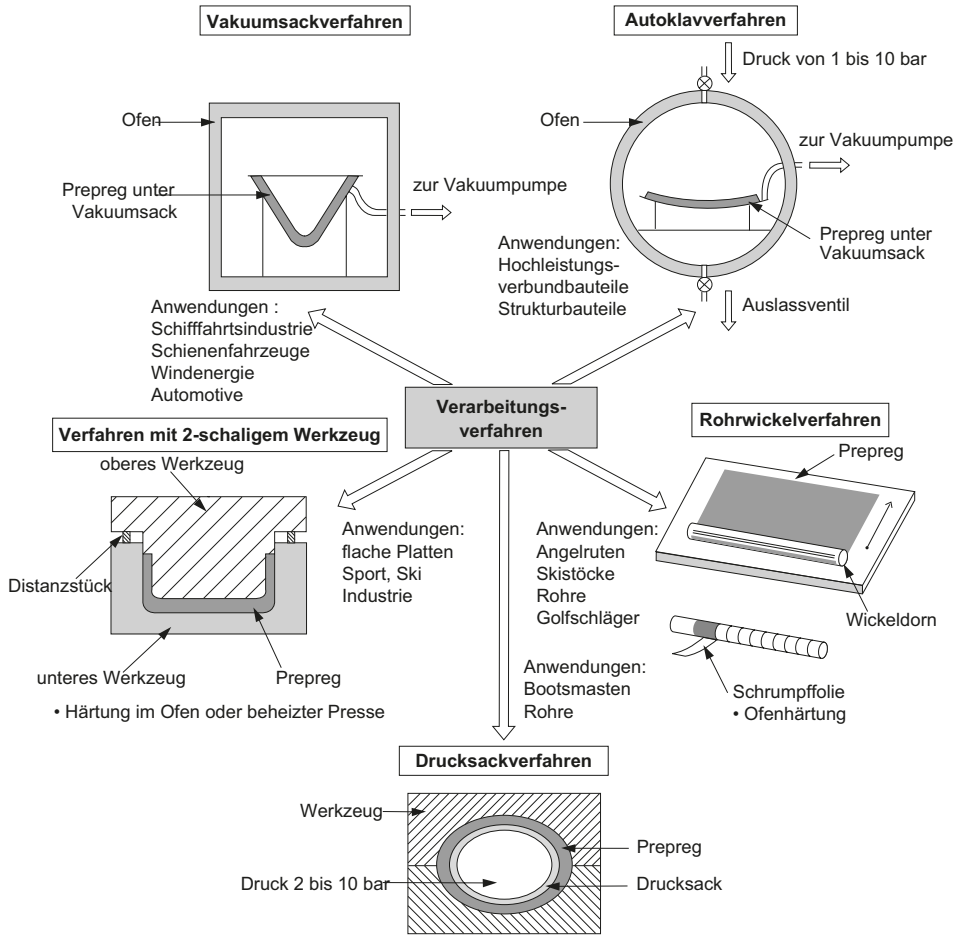 Vakuumsackverfahren
Ofen
Prepreg unter
Vakuumsack
zur Vakuumpumpe
Anwendungen :
Schifffahrtsindustrie
Schienenfahrzeuge
Windenergie
Automotive
Autoklavverfahren
Druck von 1 bis 10 bar
Ofen
zur Vakuumpumpe
Prepreg unter
Vakuumsack
Anwendungen:
Hochleistungs-
verbundbauteile
Strukturbauteile
Auslassventil
Verarbeitungs-
verfahren
Verfahren mit 2-schaligem Werkzeug
oberes Werkzeug
Distanzstück
unteres Werkzeug
Prepreg
• Härtung im Ofen oder beheizter Presse
Anwendungen:
flache Platten
Sport, Ski
Industrie
Rohrwickelverfahren
Prepreg
Anwendungen:
Angelruten
Skistöcke
Rohre
Golfschläger
Wickeldorn
Schrumpffolie
• Ofenhärtung
Anwendungen:
Bootsmasten
Rohre
Drucksackverfahren
Werkzeug
Prepreg
Druck 2 bis 10 bar
Drucksack